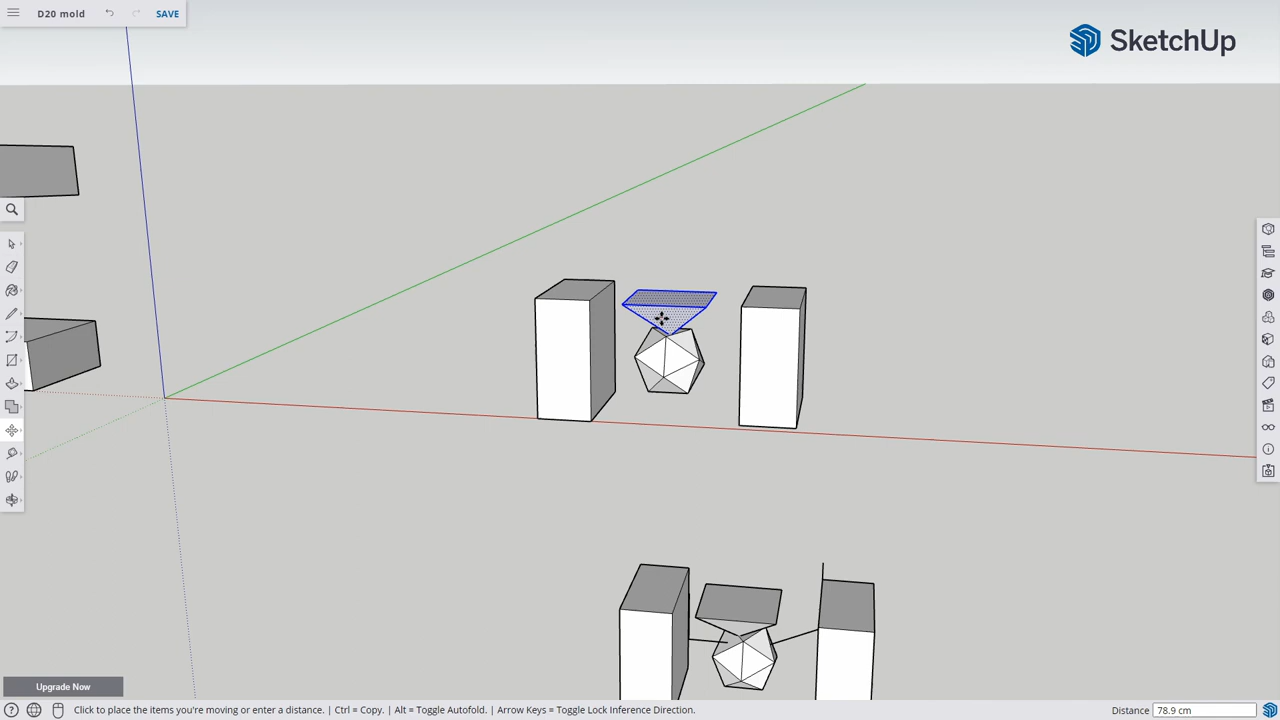 D20 mold SAVE
SketchUp
Upgrade Now
Click to place the items you're moving or enter a distance. | Ctrl = Copy. | Alt = Toggle Autofold. | Arrow Keys = Toggle Lock Inference Direction. Distance 78.9 cm